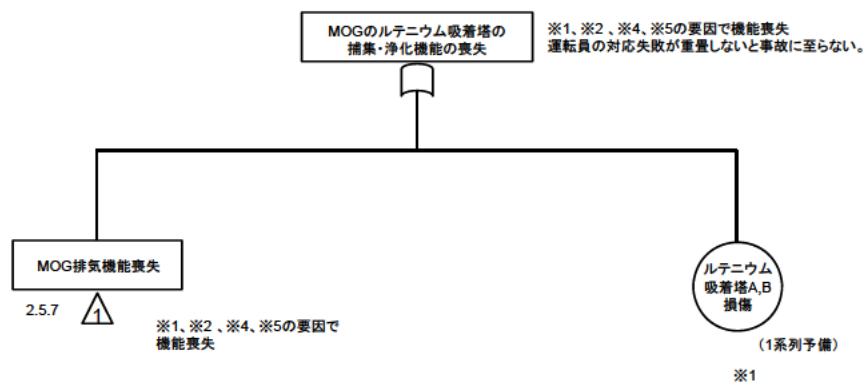 MOGのルテニウム吸着塔の
捕集・浄化機能の喪失
※1、※2 、※4、※5の要因で機能喪失
運転員の対応失敗が重畳しないと事故に至らない。
MOG排気機能喪失
2.5.7
1
※1、※2 、※4、※5の要因で
機能喪失
ルテニウム
吸着塔A,B
損傷
（1系列予備）
※1